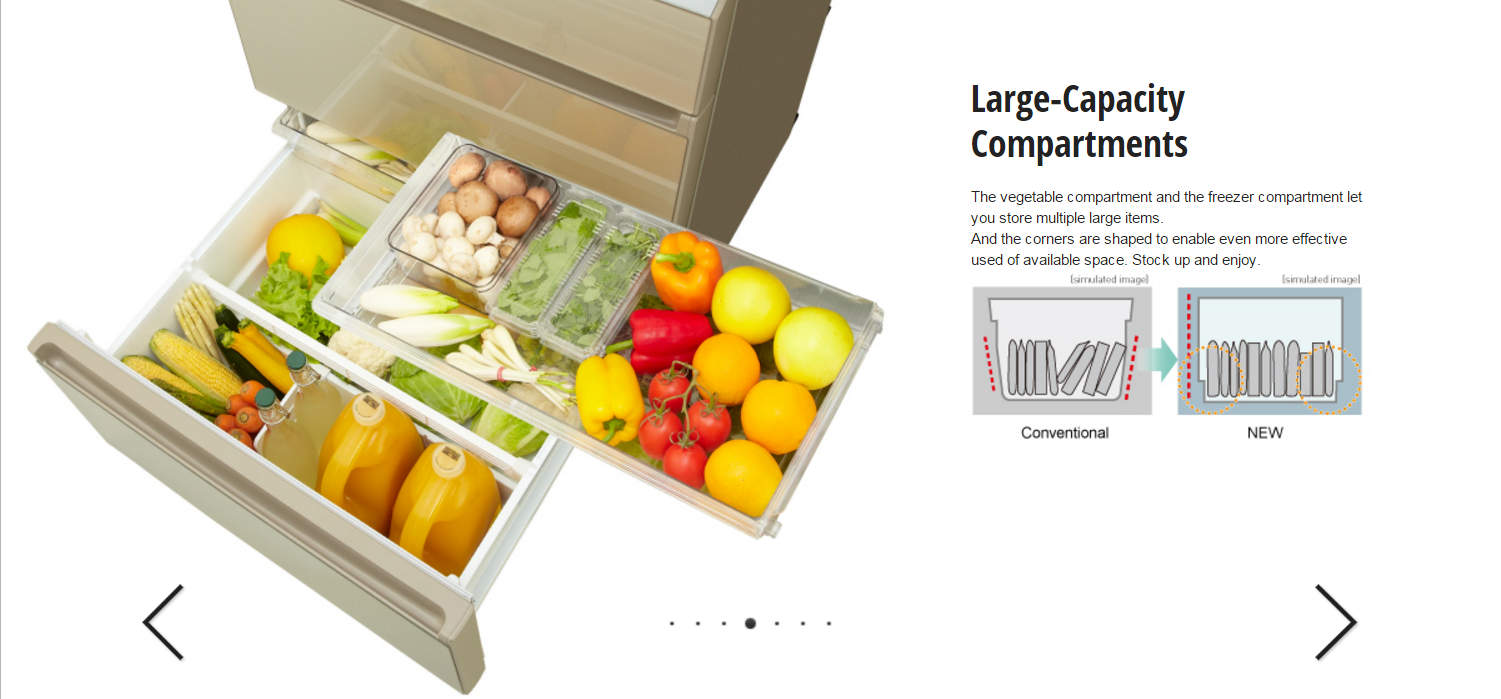 Large-Capacity
Compartments
The vegetable compartment and the freezer compartment let
you store multiple large items.
And the corners are shaped to enable even more effective
used of available space. Stock up and enjoy.
[simulated image] [simulated image]
Conventional NEW